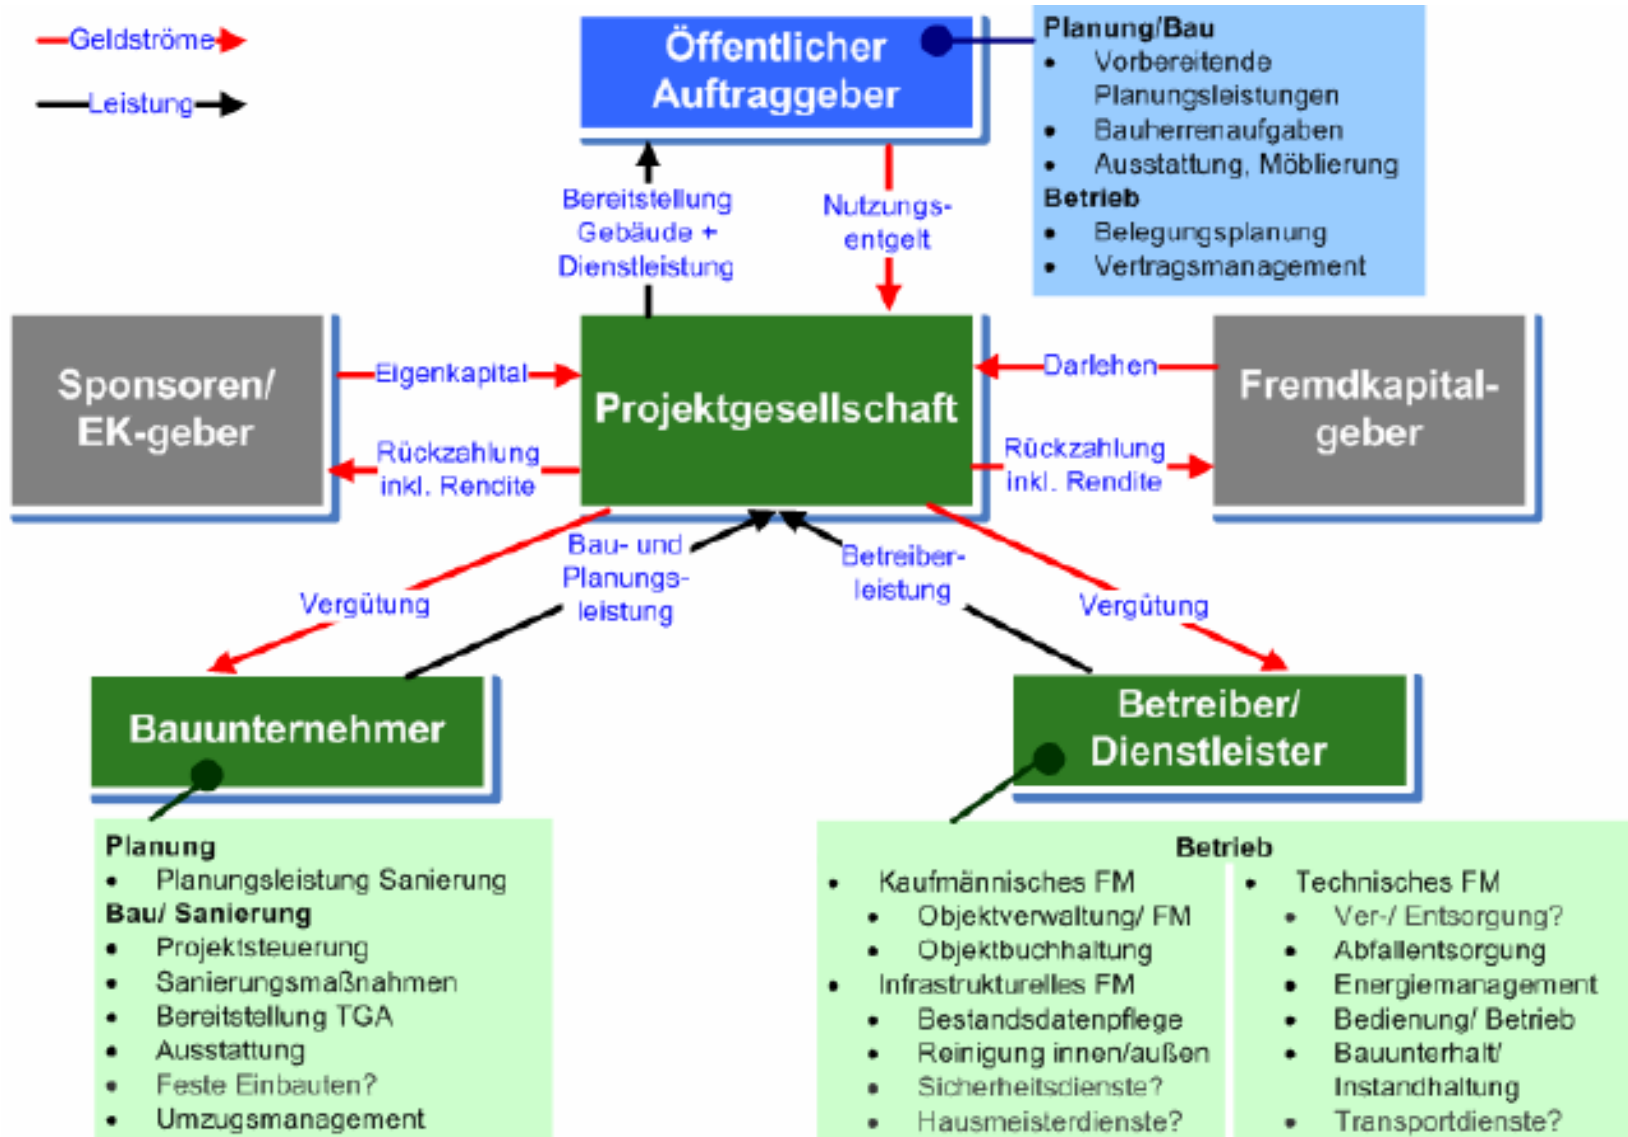 Geldströme
Leistung
Öffentlicher
Auftraggeber
Planung/Bau
• Vorbereitende
Planungsleistungen
• Bauherrenaufgaben
• Ausstattung, Möblierung
Betrieb
• Belegungsplanung
• Vertragsmanagement
Bereitstellung
Gebäude +
Dienstleistung
Nutzungs-
entgelt
Sponsoren/
EK-geber
Eigenkapital
Rückzahlung
inkl. Rendite
Projektgesellschaft
Darlehen
Rückzahlung
inkl. Rendite
Fremdkapital-
geber
Vergütung
Bau- und
Planungs-
leistung
Betreiber-
leistung
Vergütung
Bauunternehmer
Betreiber/
Dienstleister
Planung
• Planungsleistung Sanierung
Bau/ Sanierung
• Projektsteuerung
• Sanierungsmaßnahmen
• Bereitstellung TGA
• Ausstattung
• Feste Einbauten?
• Umzugsmanagement
Betrieb
• Kaufmännisches FM
• Objektverwaltung/ FM
• Objektbuchhaltung
• Infrastrukturelles FM
• Bestandsdatenpflege
• Reinigung innen/außen
• Sicherheitsdienste?
• Hausmeisterdienste?
• Technisches FM
• Ver-/ Entsorgung?
• Abfallentsorgung
• Energiemanagement
• Bedienung/ Betrieb
• Bauunterhalt/
Instandhaltung
• Transportdienste?